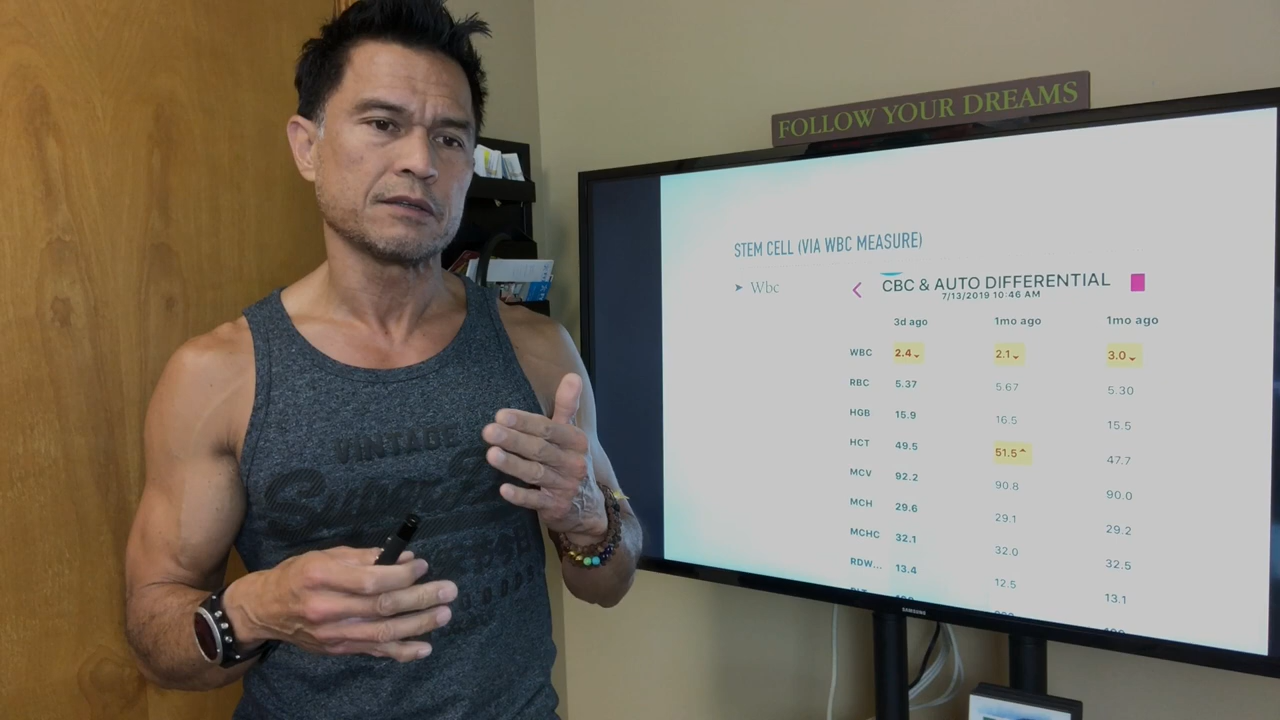 FOLLOW YOUR DREAMS
STEM CELL (VIA WBC MEASURE)
➤ Wbc
CBC & AUTO DIFFERENTIAL
7/13/2019 10:46 AM
3d ago 1mo ago 1mo ago
WBC 2.4 2.1 3.0
RBC 5.37 5.67 5.30
HGB 15.9 16.5 15.5
HCT 49.5 51.5 47.7
MCV 92.2 90.8 90.0
MCH 29.6 29.1 29.2
MCHC 32.1 32.0 32.5
RDW... 13.4 12.5 13.1
SAMSUNG
VINTAGE